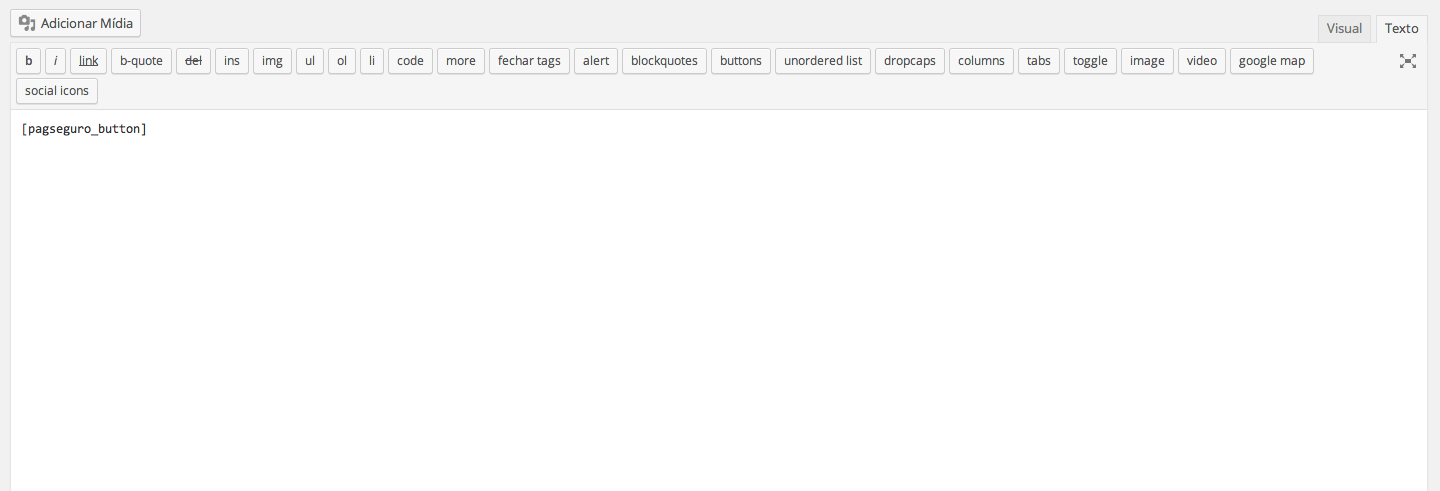 Adicionar Mídia
Visual Texto
b i link b-quote del ins img ul ol li code more fechar tags alert blockquotes buttons unordered list dropcaps columns tabs toggle image video google map
social icons
[pagseguro_button]